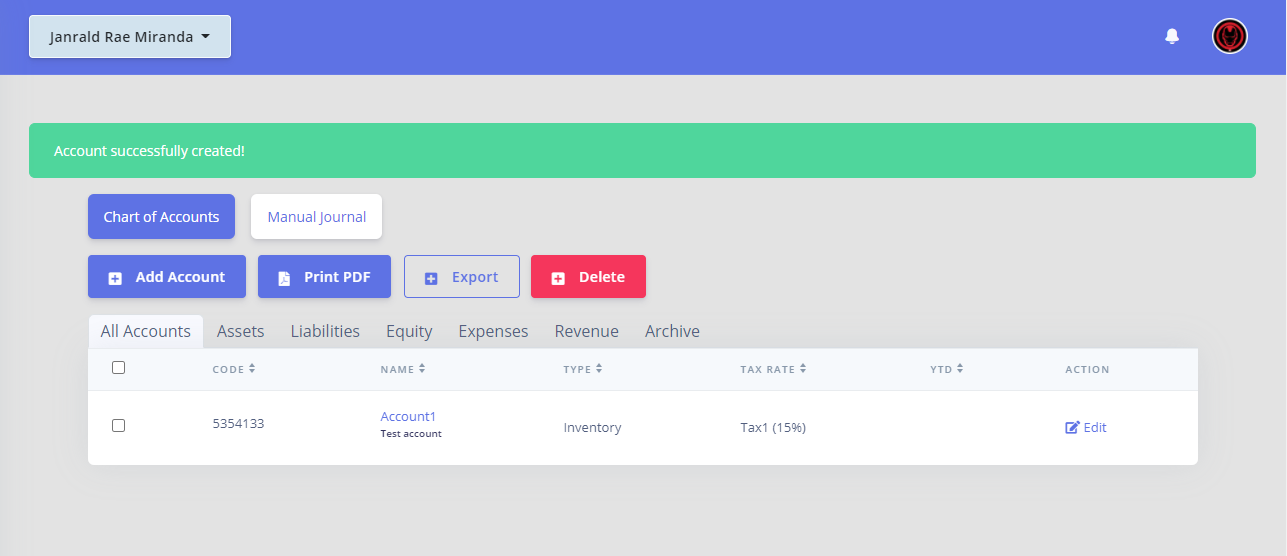 Janrald Rae Miranda
Account successfully created!
Chart of Accounts Manual Journal
Add Account Print PDF Export Delete
All Accounts Assets Liabilities Equity Expenses Revenue Archive
CODE NAME TYPE TAX RATE YTD ACTION
5354133 Account1 Inventory Tax1 (15%) Edit
Test account